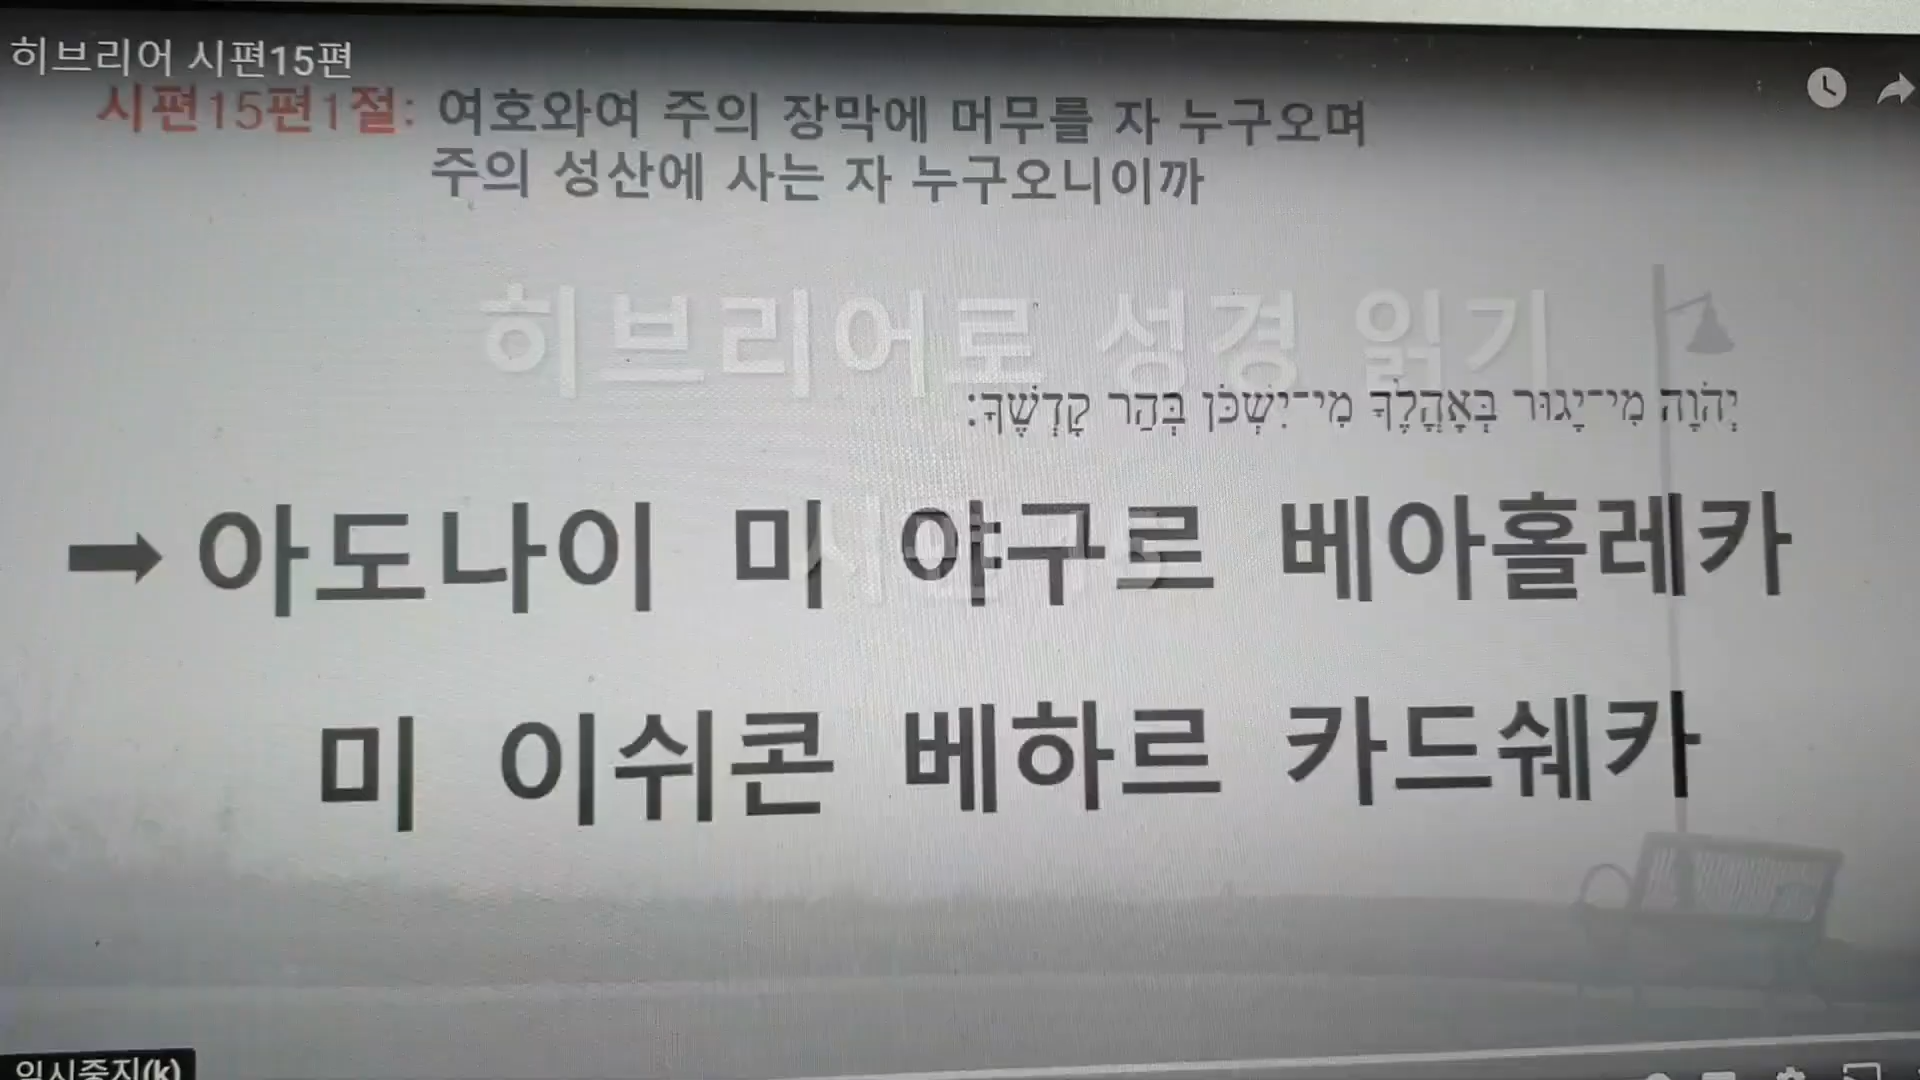 히브리어 시편15편
시편15편1절: 여호와여 주의 장막에 머무를 자 누구오며
주의 성산에 사는 자 누구오니이까
히브리어로 성경 읽기
יְהֹוָה מִי־יָגוּר בְּאָהֳלֶךָ מִי־יִשְׁכֹּן בְּהַר קָדְשֶׁךָ׃
➡ 아도나이 미 야구르 베아홀레카
미 이쉬콘 베하르 카드쉐카
일시중지(k)